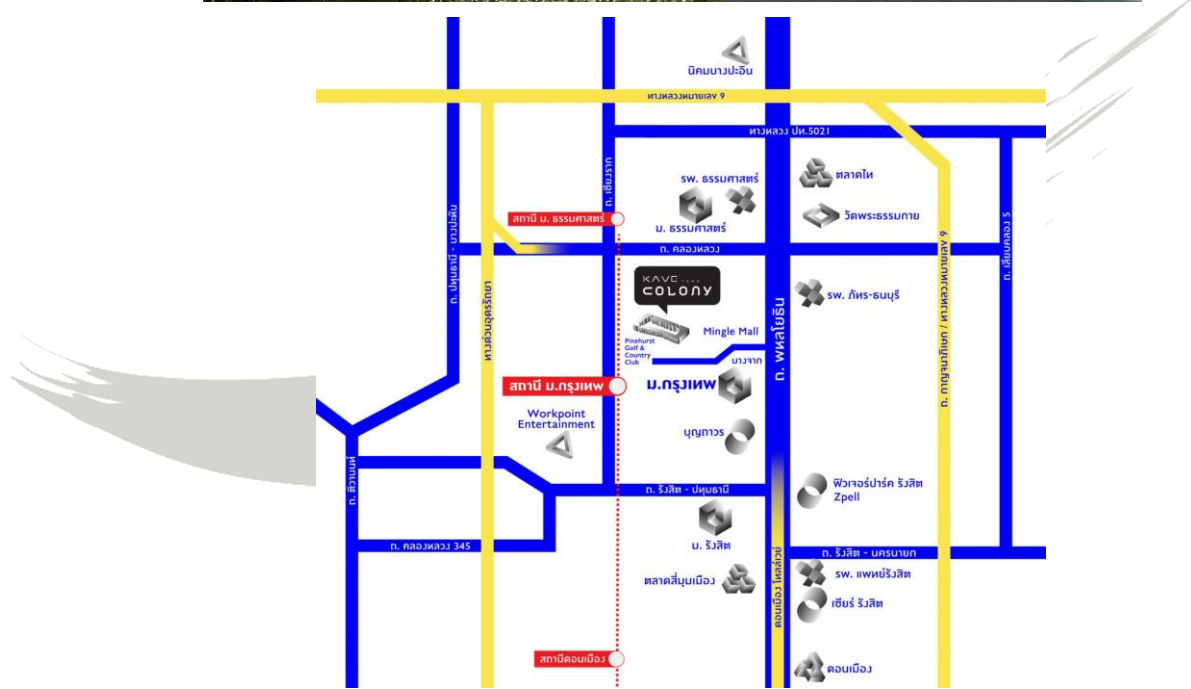 นิคมบางปะอิน
ทางหลวงหมายเลข 9
ทางหลวง ปท.5021
ถ. เชียงราก
รพ. ธรรมศาสตร์
ตลาดไท
สถานี ม. ธรรมศาสตร์
ม. ธรรมศาสตร์
วัดพระธรรมกาย
ถ. ปทุมธานี - บางปะหัน
ถ. คลองหลวง
ถ. เลียบคลอง 5
ถ. กาญจนาภิเษก / ทางหลวงหมายเลข 9
KAVE
COLONY
รพ. ภัทร-ธนบุรี
ทางด่วนอุดรรัถยา
Pinehurst
Golf &
Country
Club
Mingle Mall
ถ. พหลโยธิน
บางจาก
สถานี ม.กรุงเทพ
ม.กรุงเทพ
Workpoint
Entertainment
บุญถาวร
ถ. ติวานนท์
ถ. รังสิต - ปทุมธานี
ฟิวเจอร์ปาร์ค รังสิต
Zpell
ม. รังสิต
ถ. คลองหลวง 345
ถ. รังสิต - นครนายก
ดอนเมือง โทลล์เวย์
ตลาดสี่มุมเมือง
รพ. แพทย์รังสิต
เซียร์ รังสิต
สถานีดอนเมือง
ดอนเมือง